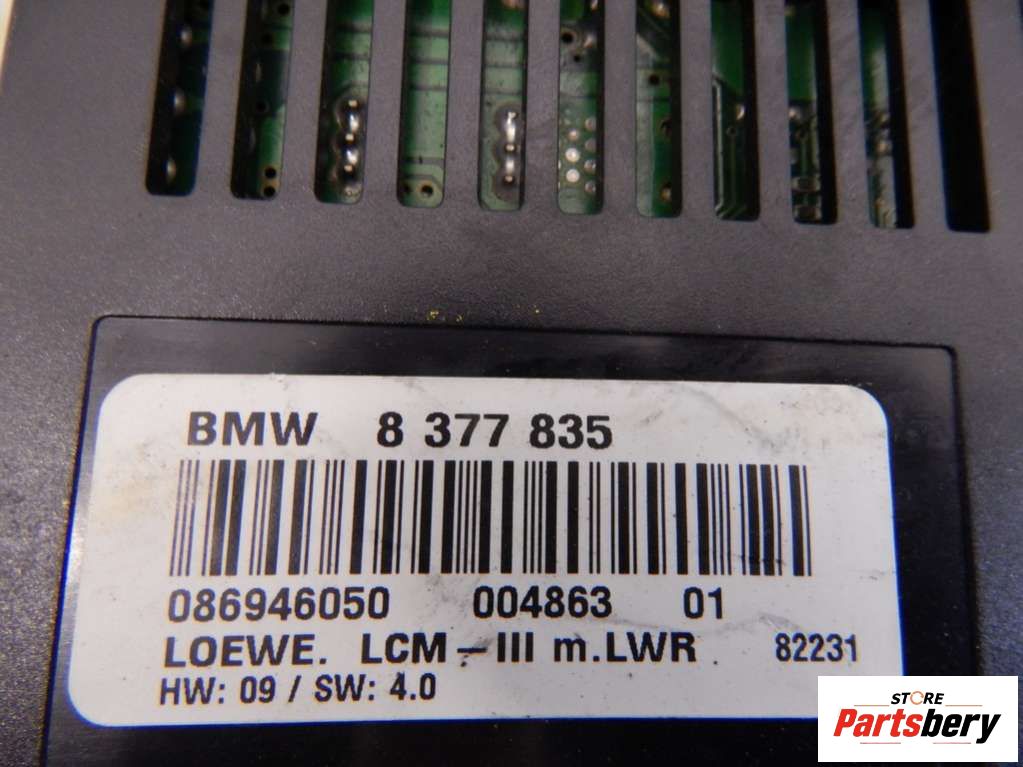 BMW 8 377 835
086946050 004863 01
LOEWE. LCM-III m.LWR 82231
HW: 09 / SW: 4.0
STORE
Partsbery